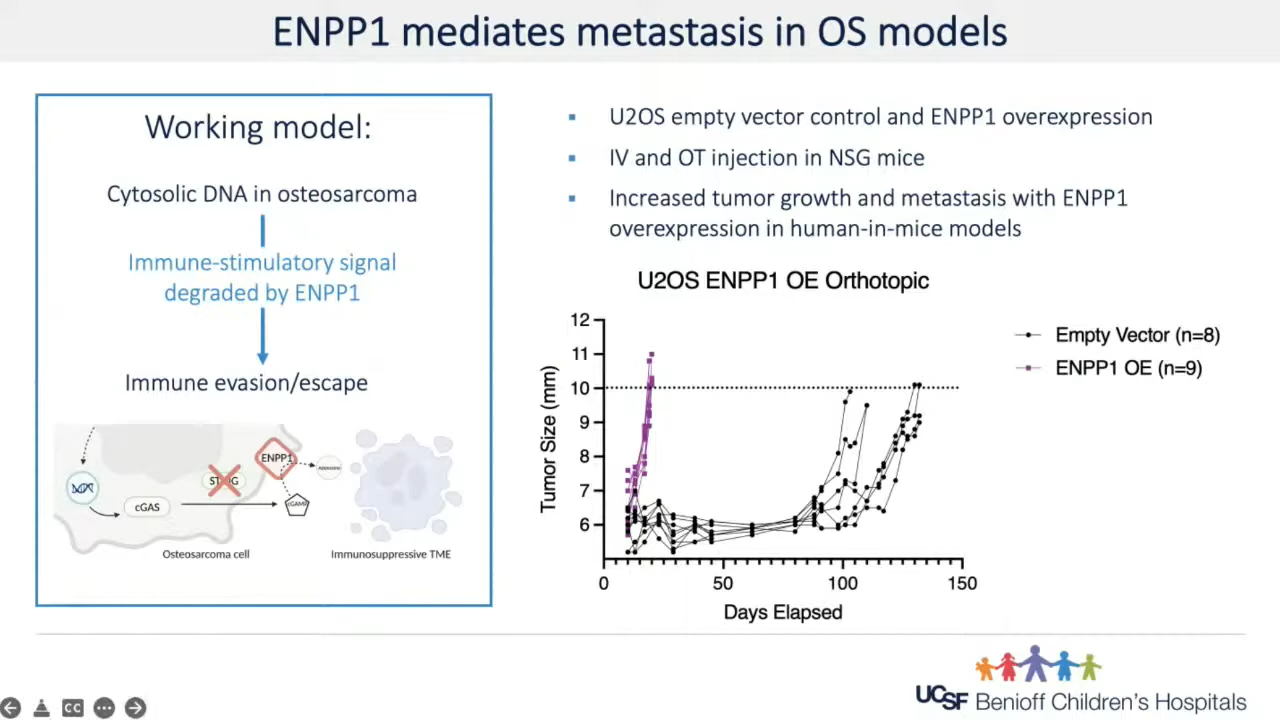 ENPP1 mediates metastasis in OS models
Working model:
Cytosolic DNA in osteosarcoma
Immune-stimulatory signal
degraded by ENPP1
Immune evasion/escape
ENPP1
cGAS
Osteosarcoma cell
Immunosuppressive TME
▪ U2OS empty vector control and ENPP1 overexpression
▪ IV and OT injection in NSG mice
▪ Increased tumor growth and metastasis with ENPP1
overexpression in human-in-mice models
U2OS ENPP1 OE Orthotopic
Tumor Size (mm)
12
11
10
9
8
7
6
0 50 100 150
Days Elapsed
Empty Vector (n=8)
ENPP1 OE (n=9)
UCSF Benioff Children's Hospitals
CC